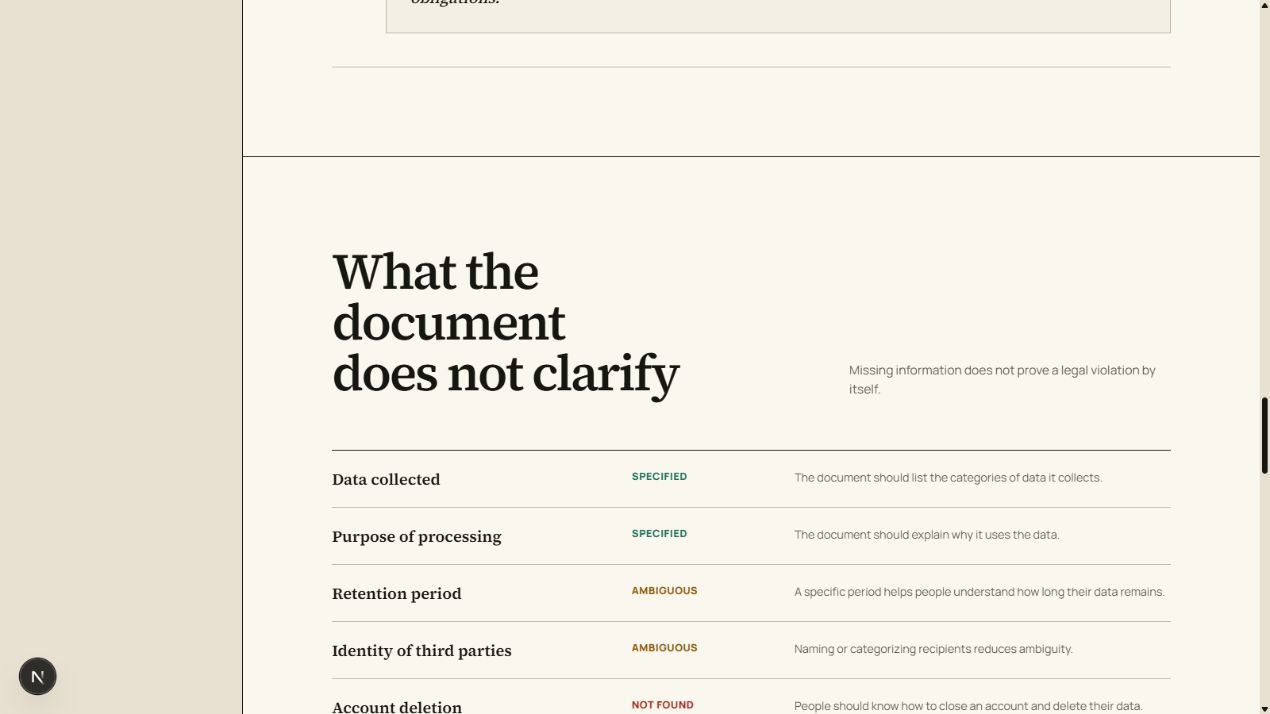 obligations.
What the
document
does not clarify
Missing information does not prove a legal violation by
itself.
Data collected SPECIFIED The document should list the categories of data it collects.
Purpose of processing SPECIFIED The document should explain why it uses the data.
Retention period AMBIGUOUS A specific period helps people understand how long their data remains.
Identity of third parties AMBIGUOUS Naming or categorizing recipients reduces ambiguity.
Account deletion NOT FOUND People should know how to close an account and delete their data.
N